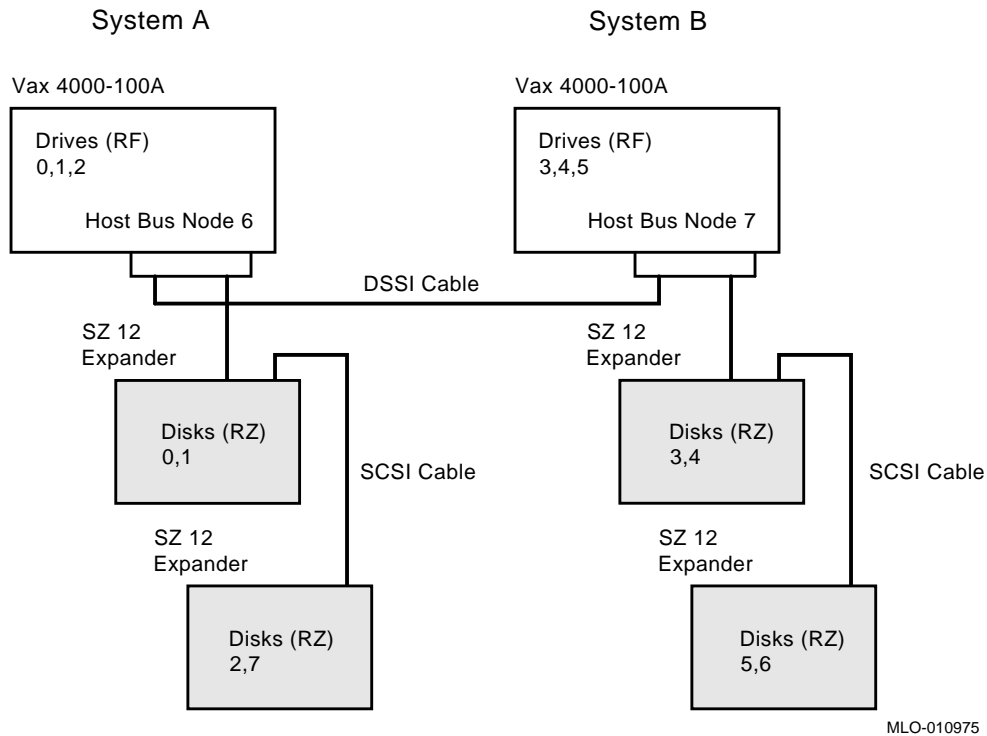 System A
System B
Vax 4000-100A
Vax 4000-100A
Drives (RF)
0,1,2
Host Bus Node 6
Drives (RF)
3,4,5
Host Bus Node 7
DSSI Cable
SZ 12
Expander
SZ 12
Expander
Disks (RZ)
0,1
SCSI Cable
Disks (RZ)
3,4
SCSI Cable
SZ 12
Expander
SZ 12
Expander
Disks (RZ)
2,7
Disks (RZ)
5,6
MLO-010975